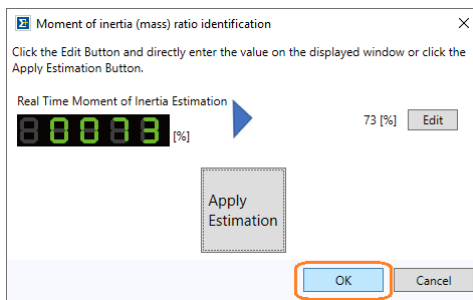 Moment of inertia (mass) ratio identification
Click the Edit Button and directly enter the value on the displayed window or click the
Apply Estimation Button.
Real Time Moment of Inertia Estimation
0073 [%]
73 [%] Edit
Apply
Estimation
OK Cancel